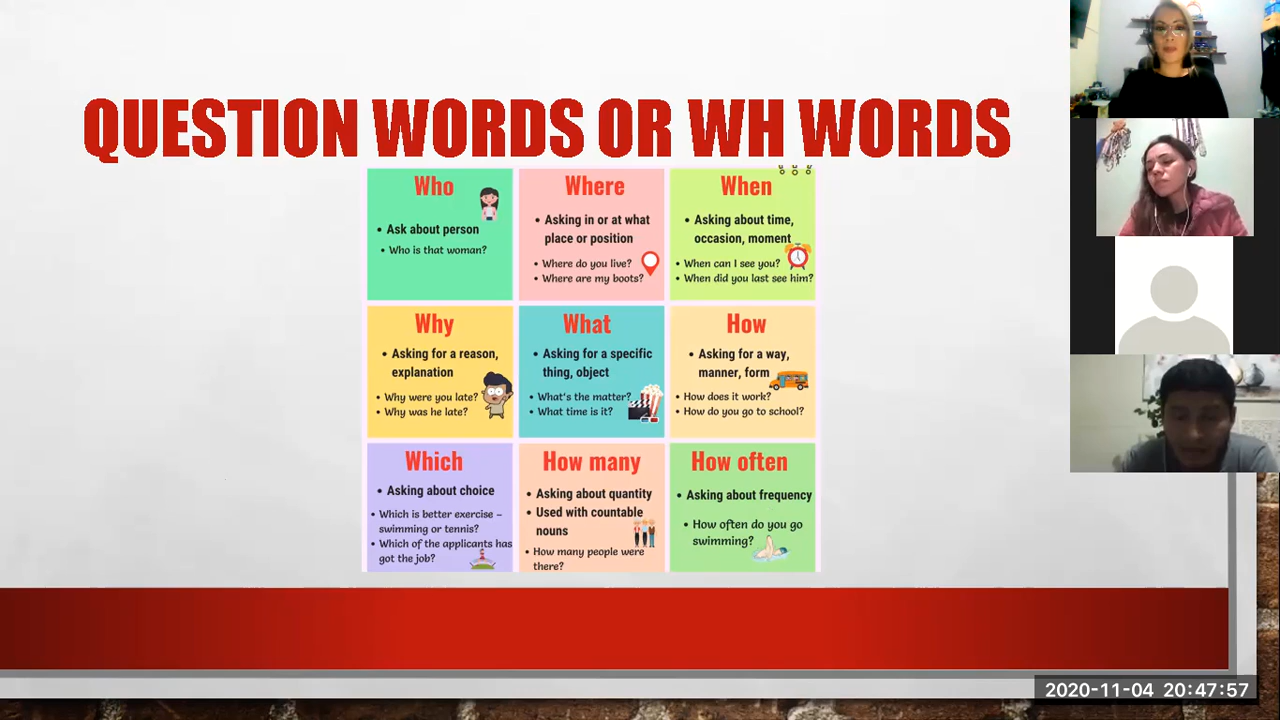 QUESTION WORDS OR WH WORDS
Who
• Ask about person
• Who is that woman?
Where
• Asking in or at what
place or position
• Where do you live?
• Where are my boots?
When
• Asking about time,
occasion, moment
• When can I see you?
• When did you last see him?
Why
• Asking for a reason,
explanation
• Why were you late?
• Why was he late?
What
• Asking for a specific
thing, object
• What's the matter?
• What time is it?
How
• Asking for a way,
manner, form
• How does it work?
• How do you go to school?
Which
• Asking about choice
• Which is better exercise –
swimming or tennis?
• Which of the applicants has
got the job?
How many
• Asking about quantity
• Used with countable
nouns
• How many people were
there?
How often
• Asking about frequency
• How often do you go
swimming?
2020-11-04 20:47:57